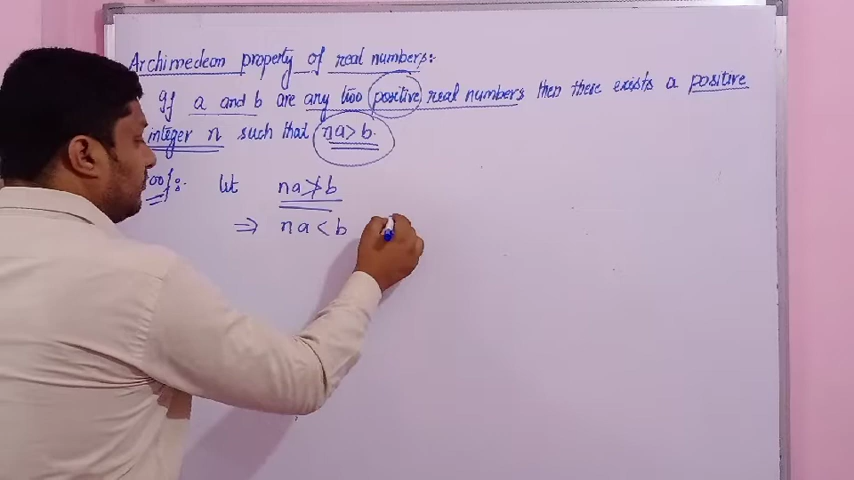 Archimedean property of real numbers:
If a and b are any two positive real numbers then there exists a positive
integer n such that na > b.
let na ≯ b
⇒ na < b